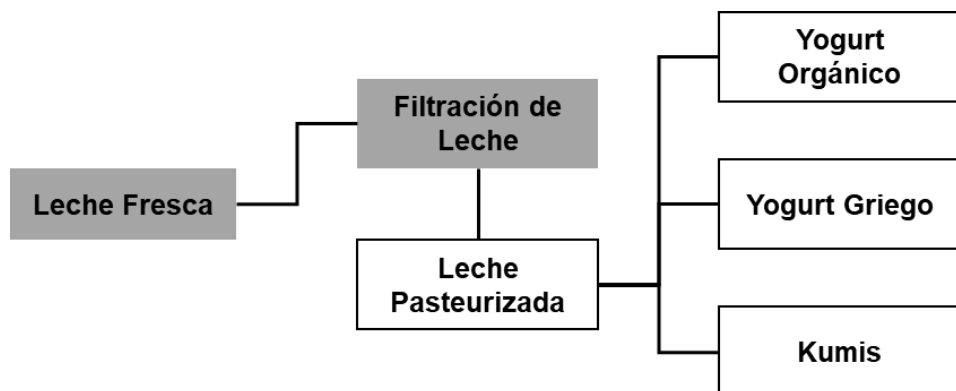 Leche Fresca
Filtración de
Leche
Leche
Pasteurizada
Yogurt
Orgánico
Yogurt Griego
Kumis